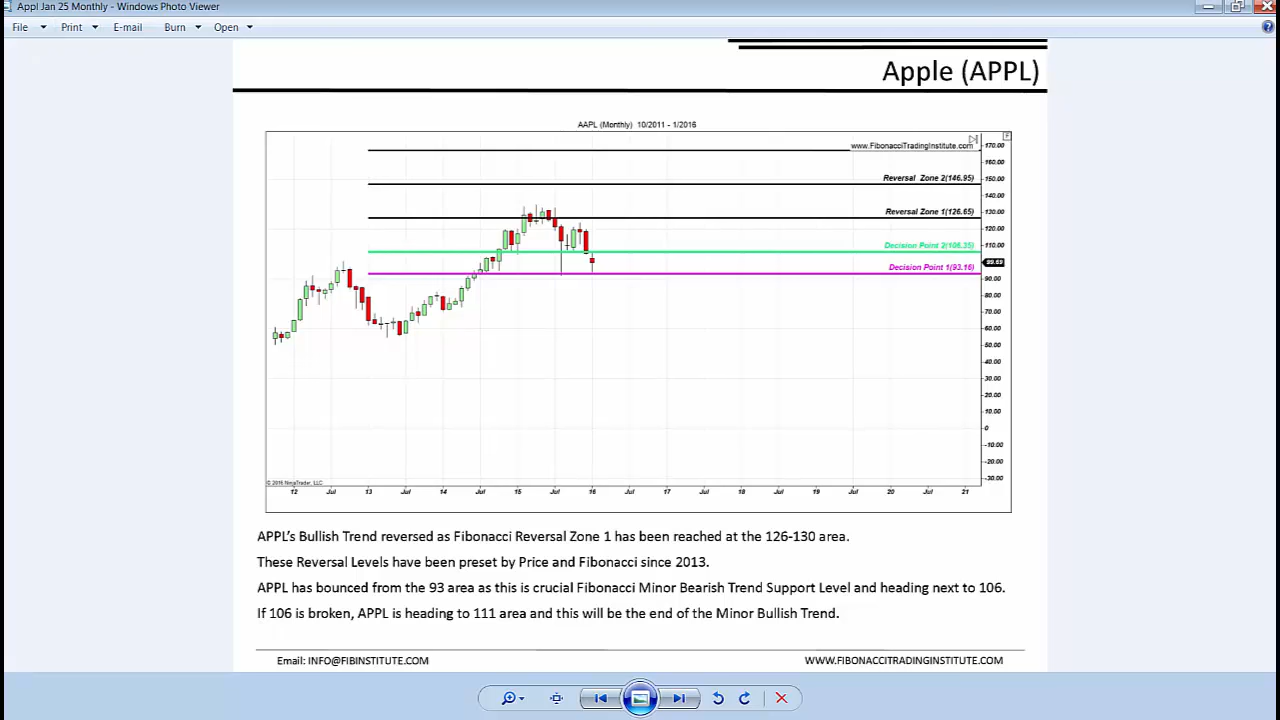 Appl Jan 25 Monthly - Windows Photo Viewer
File Print E-mail Burn Open
Apple (APPL)
AAPL (Monthly) 10/2011 - 1/2016
F
www.FibonacciTradingInstitute.com
170.00
160.00
Reversal Zone 2(146.95)
150.00
140.00
Reversal Zone 1(126.65)
130.00
120.00
Decision Point 2(106.35)
110.00
99.69
Decision Point 1(93.16)
90.00
80.00
70.00
60.00
50.00
40.00
30.00
20.00
10.00
0
-10.00
-20.00
-30.00
© 2016 NinjaTrader, LLC
12 Jul 13 Jul 14 Jul 15 Jul 16 Jul 17 Jul 18 Jul 19 Jul 20 Jul 21
APPL's Bullish Trend reversed as Fibonacci Reversal Zone 1 has been reached at the 126-130 area.
These Reversal Levels have been preset by Price and Fibonacci since 2013.
APPL has bounced from the 93 area as this is crucial Fibonacci Minor Bearish Trend Support Level and heading next to 106.
If 106 is broken, APPL is heading to 111 area and this will be the end of the Minor Bullish Trend.
Email: INFO@FIBINSTITUTE.COM
WWW.FIBONACCITRADINGINSTITUTE.COM